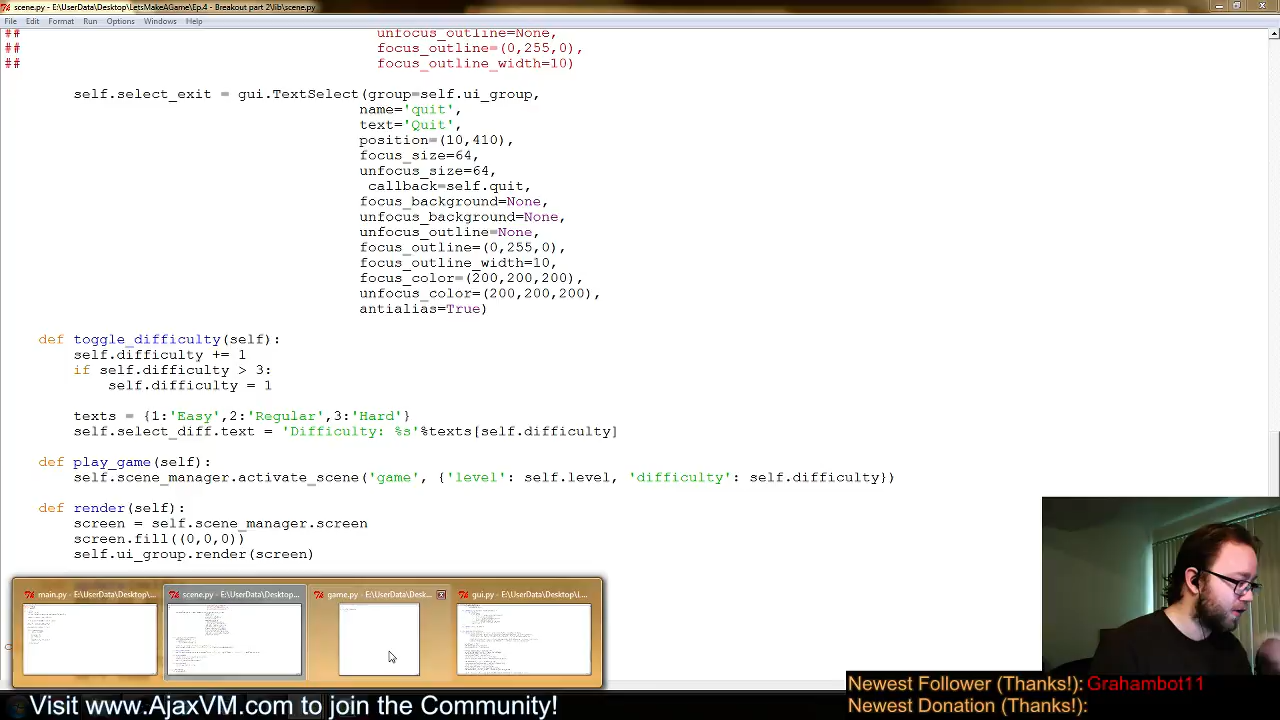 scene.py - E:\UserData\Desktop\LetsMakeAGame\Ep.4 - Breakout part 2\lib\scene.py
File Edit Format Run Options Windows Help
## unfocus_outline=None,
## focus_outline=(0,255,0),
## focus_outline_width=10)
self.select_exit = gui.TextSelect(group=self.ui_group,
name='quit',
text='Quit',
position=(10,410),
focus_size=64,
unfocus_size=64,
callback=self.quit,
focus_background=None,
unfocus_background=None,
unfocus_outline=None,
focus_outline=(0,255,0),
focus_outline_width=10,
focus_color=(200,200,200),
unfocus_color=(200,200,200),
antialias=True)
def toggle_difficulty(self):
self.difficulty += 1
if self.difficulty > 3:
self.difficulty = 1
texts = {1:'Easy',2:'Regular',3:'Hard'}
self.select_diff.text = 'Difficulty: %s'%texts[self.difficulty]
def play_game(self):
self.scene_manager.activate_scene('game', {'level': self.level, 'difficulty': self.difficulty})
def render(self):
screen = self.scene_manager.screen
screen.fill((0,0,0))
self.ui_group.render(screen)
main.py - E:\UserData\Desktop\... scene.py - E:\UserData\Desktop... game.py - E:\UserData\Desk... gui.py - E:\UserData\Desktop\L...
Newest Follower (Thanks!): Grahambot11
Visit www.AjaxVM.com to join the Community!
Newest Donation (Thanks!):